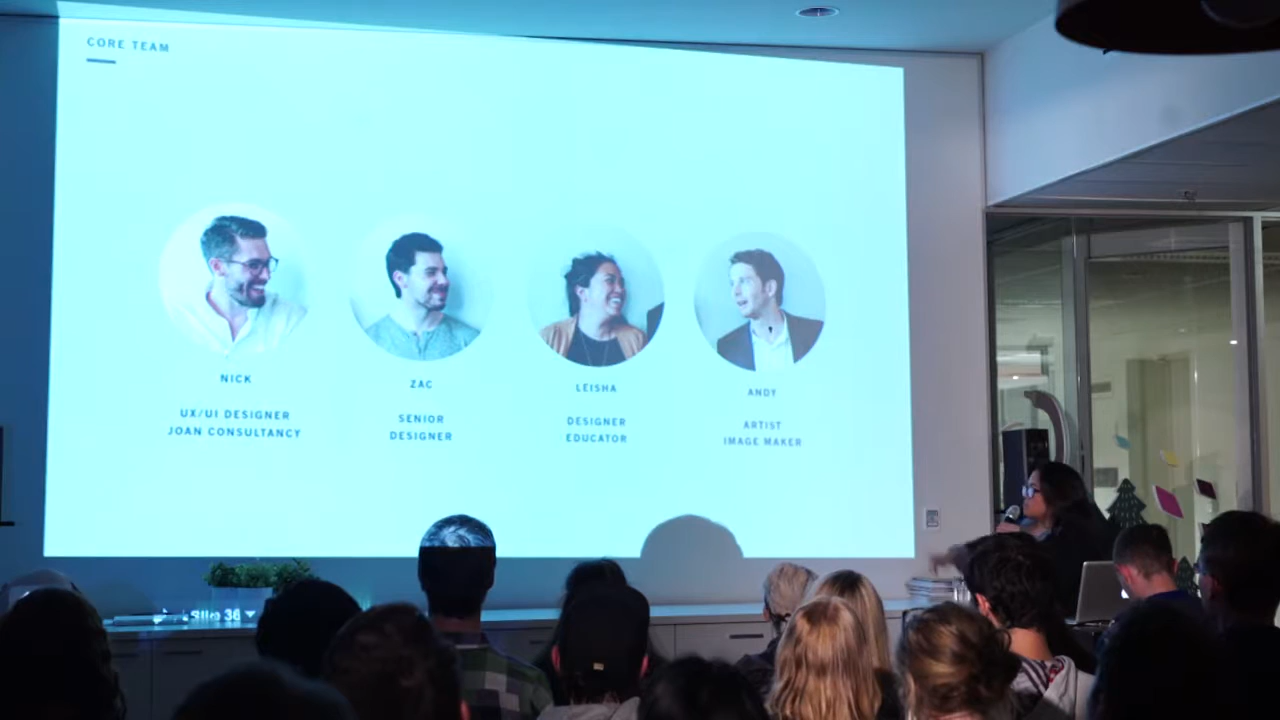 CORE TEAM
NICK
UX/UI DESIGNER
JOAN CONSULTANCY
ZAC
SENIOR
DESIGNER
LEISHA
DESIGNER
EDUCATOR
ANDY
ARTIST
IMAGE MAKER